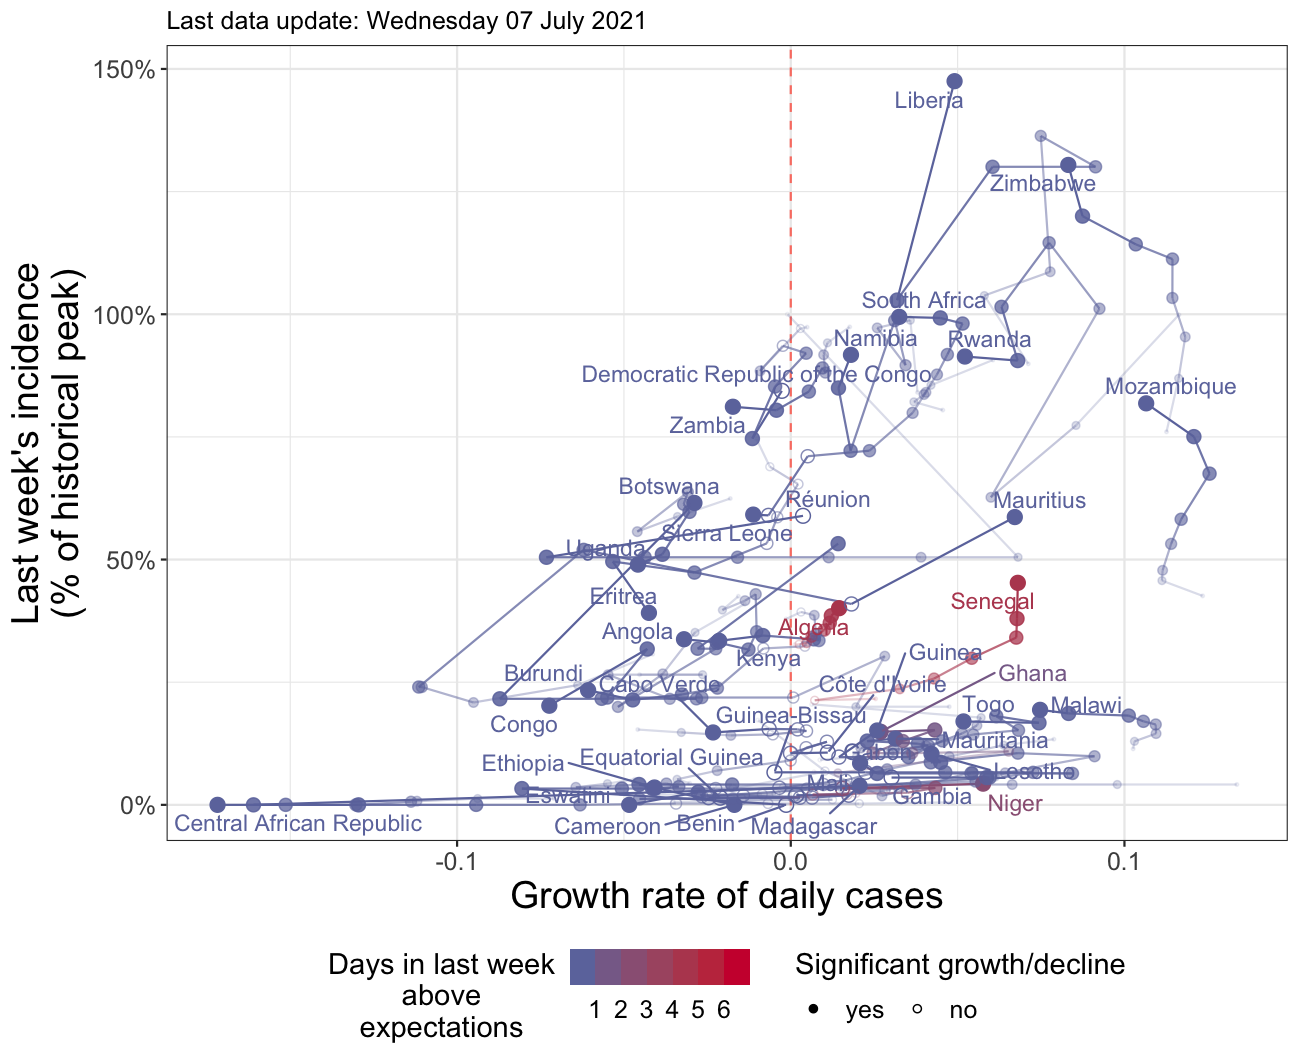 Last data update: Wednesday 07 July 2021
Last week's incidence
(% of historical peak)
150%
100%
50%
0%
Liberia
Zimbabwe
South Africa
Namibia
Rwanda
Democratic Republic of the Congo
Mozambique
Zambia
Botswana
Réunion
Mauritius
Sierra Leone
Uganda
Eritrea
Senegal
Angola
Algeria
Kenya
Guinea
Burundi
Cabo Verde
Côte d'Ivoire
Ghana
Congo
Guinea-Bissau
Togo
Malawi
Ethiopia
Equatorial Guinea
Gabon
Mauritania
Eswatini
Mali
Lesotho
Gambia
Niger
Central African Republic
Cameroon
Benin
Madagascar
-0.1
0.0
0.1
Growth rate of daily cases
Days in last week
above
expectations
1 2 3 4 5 6
Significant growth/decline
yes
no